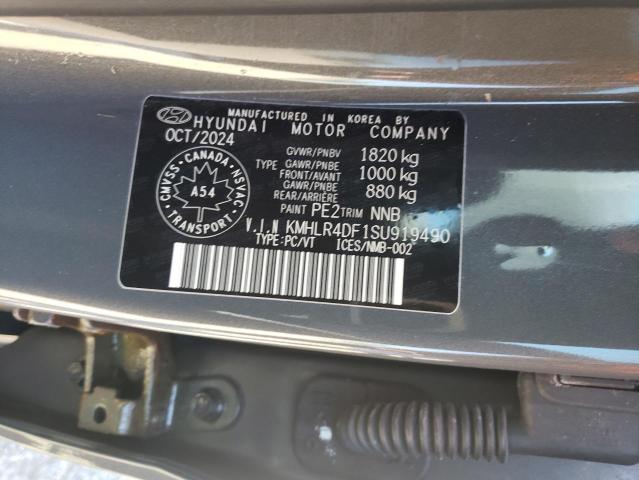 MANUFACTURED IN KOREA BY
HYUNDAI MOTOR COMPANY
OCT/2024
GVWR/PNBV 1820 kg
TYPE GAWR/PNBE 1000 kg
FRONT/AVANT
GAWR/PNBE 880 kg
REAR/ARRIÈRE
CMVSS - CANADA - NSVAC
A54
TRANSPORT
PAINT PE2 TRIM NNB
V.I.N KMHLR4DF1SU919490
TYPE:PC/VT ICES/NMB-002